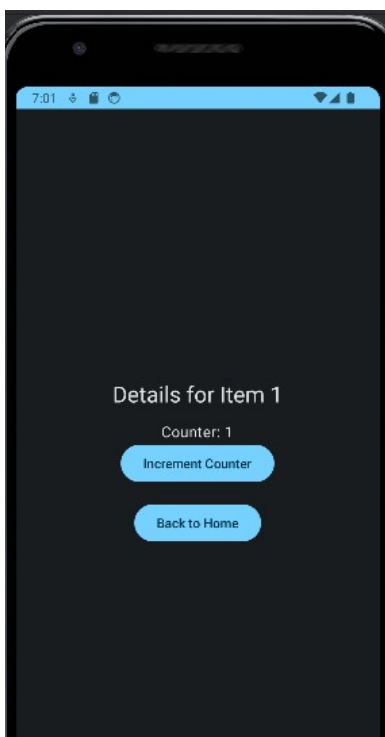 7:01
Details for Item 1
Counter: 1
Increment Counter
Back to Home